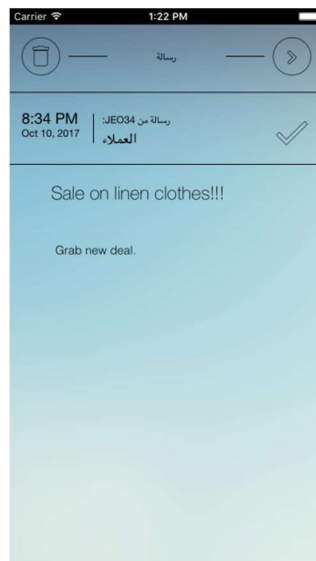 Carrier 1:22 PM
رسالة
8:34 PM
Oct 10, 2017
رسالة من JEO34:
العملاء
Sale on linen clothes!!!
Grab new deal.